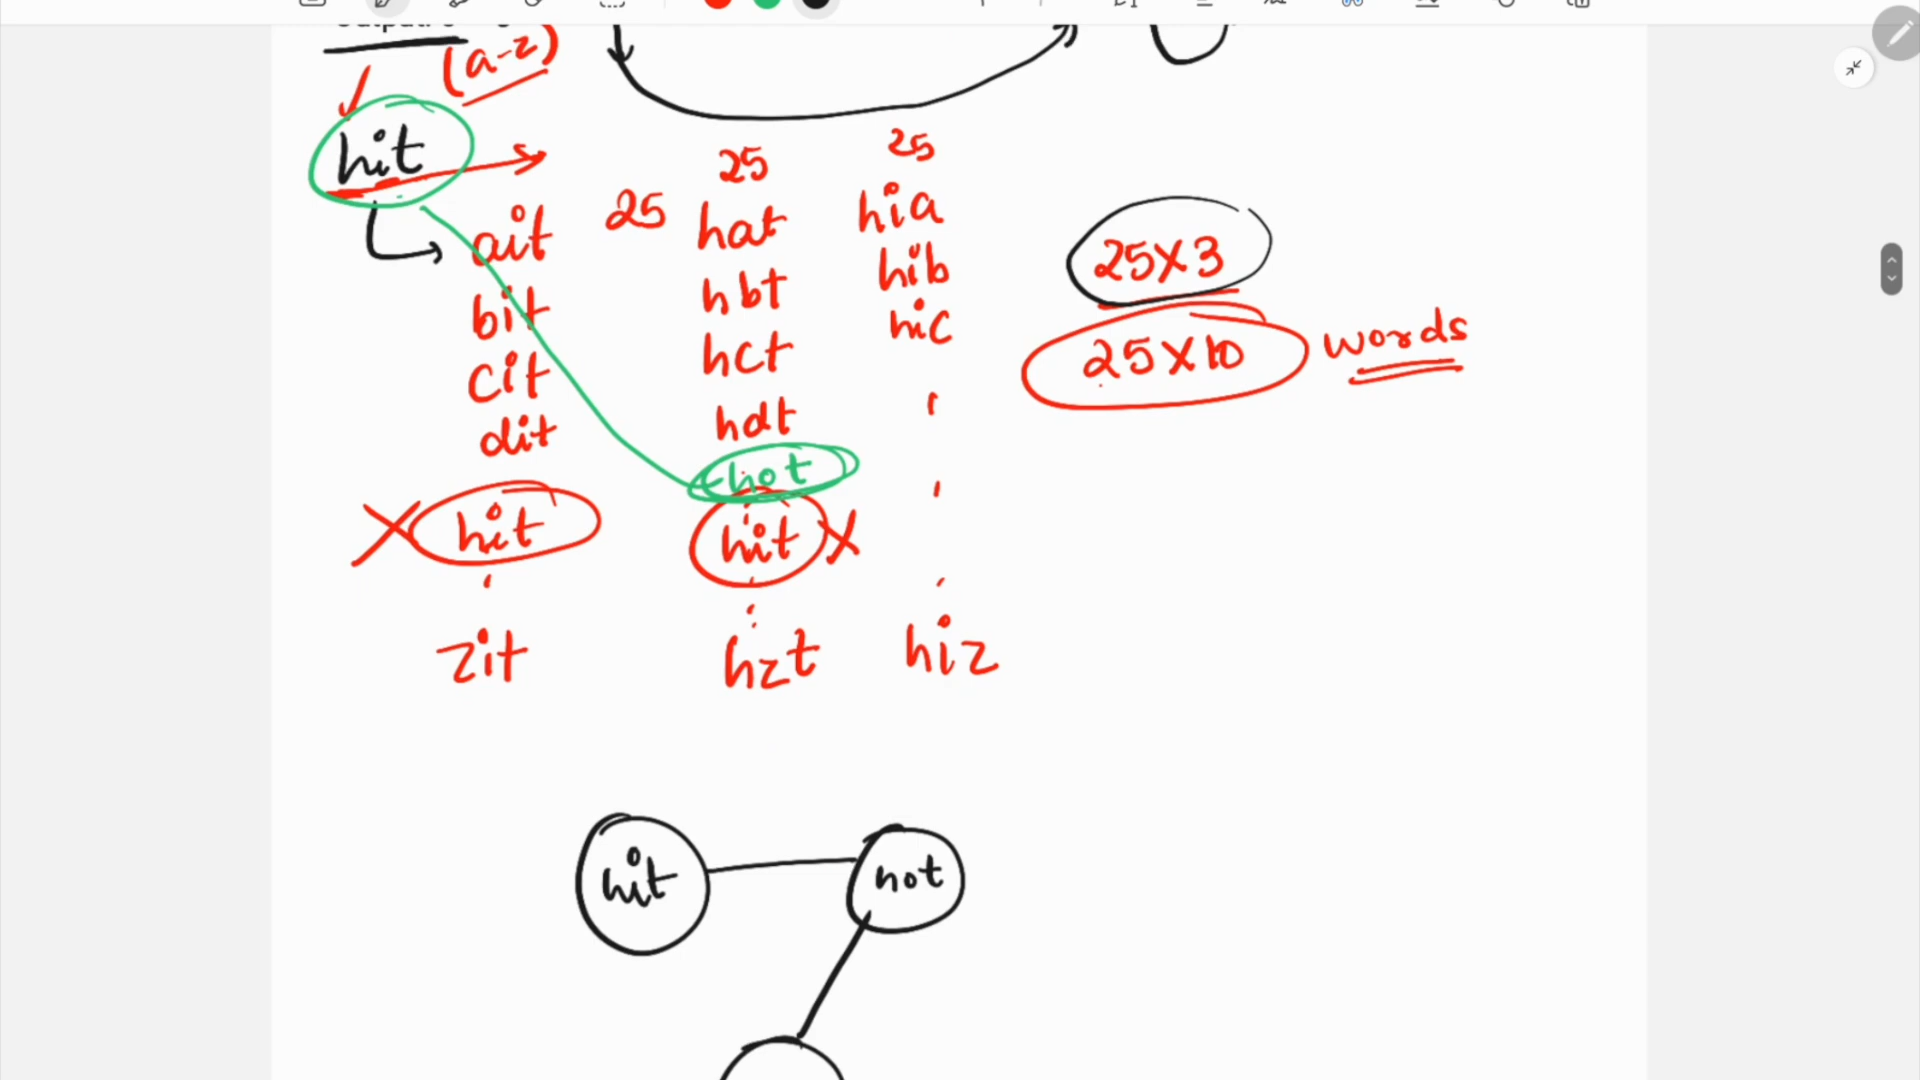 (a-z)
hit
25 25
25
ait hat hia
bit hbt hib
cit hct hic
dit hdt
hot
hit hit
zit hzt hiz
25X3
25X10 words
hit hot